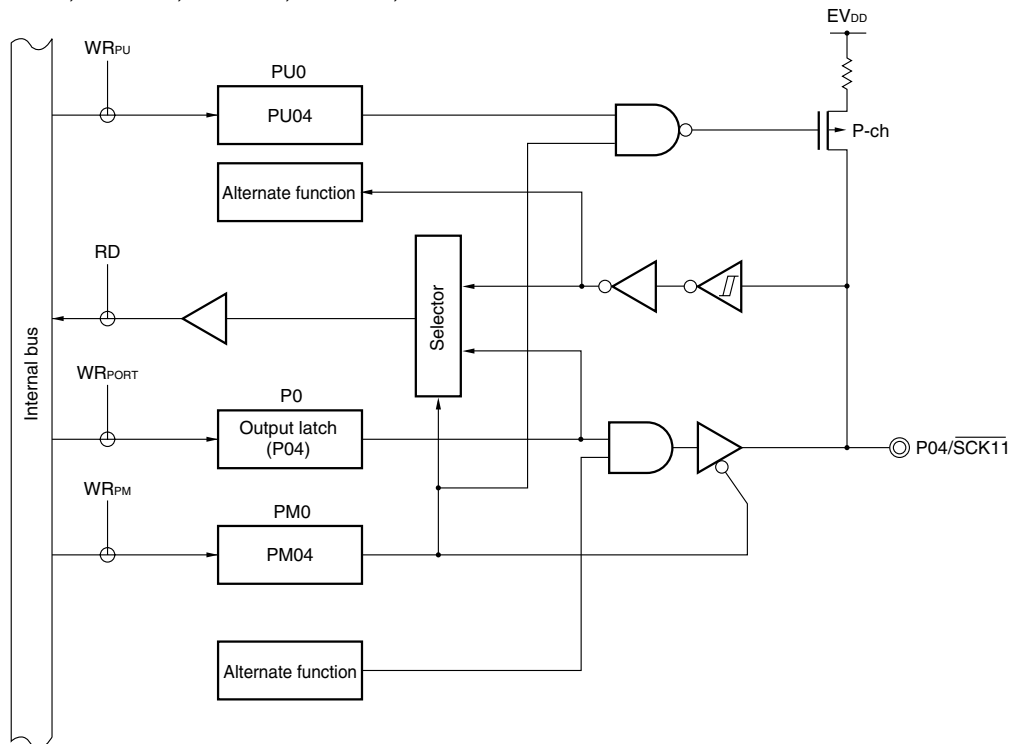 EVDD
WRPU
PU0
PU04
P-ch
Alternate function
RD
Selector
Internal bus
WRPORT
P0
Output latch
(P04)
P04/SCK11
WRPM
PM0
PM04
Alternate function